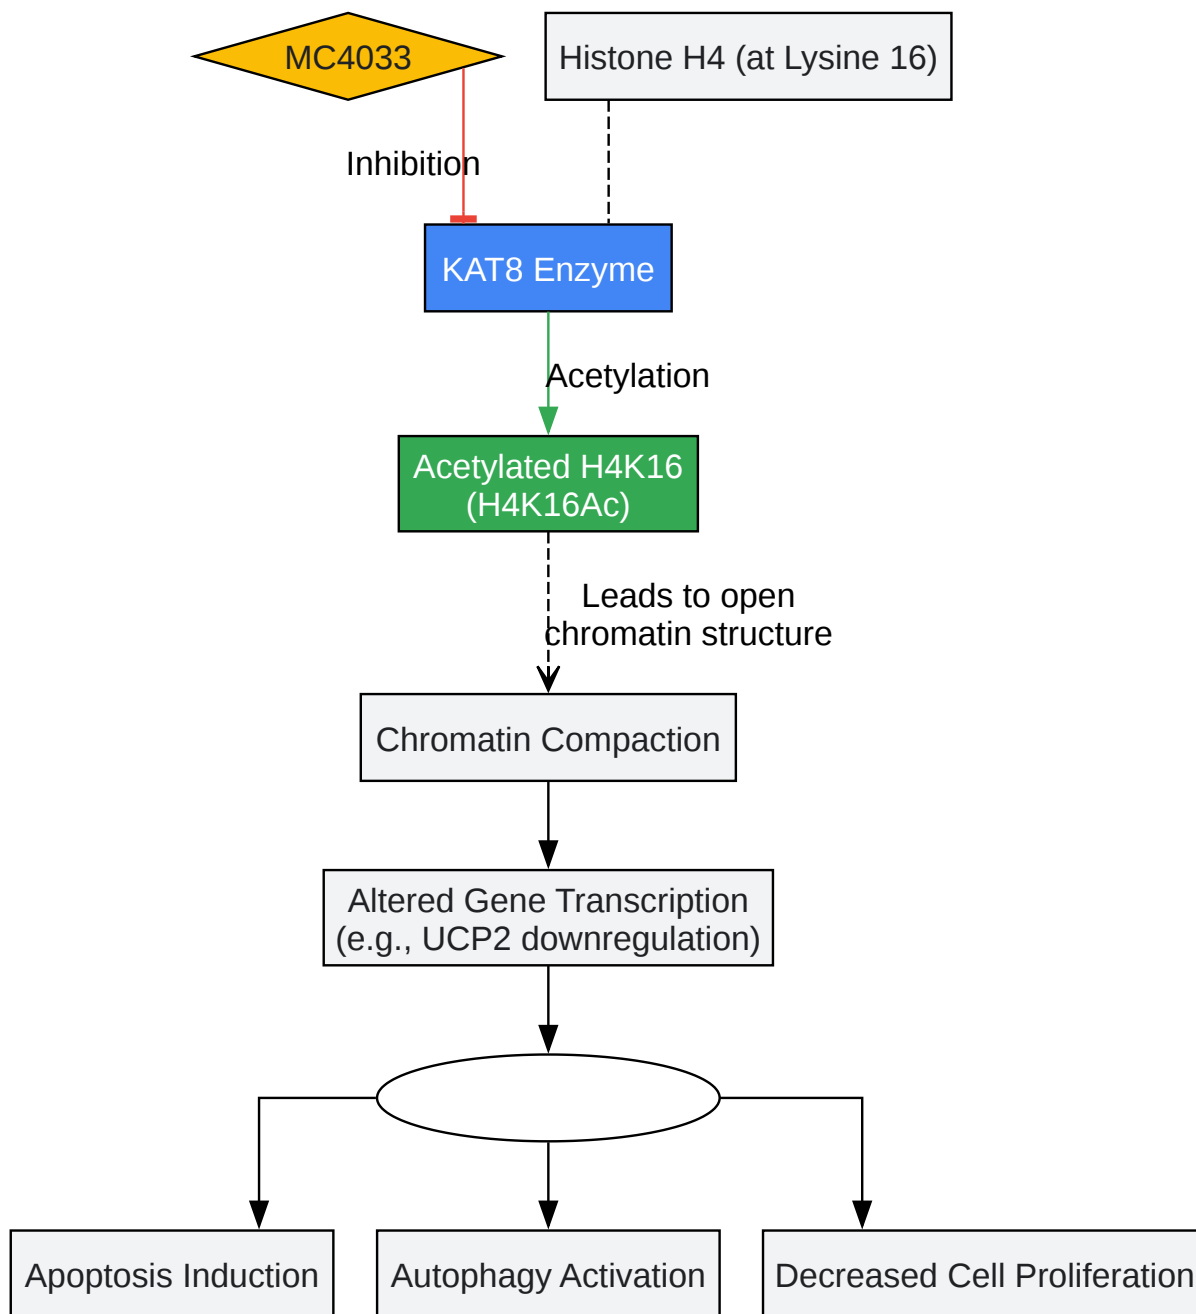 MC4033
Histone H4 (at Lysine 16)
Inhibition
KAT8 Enzyme
Acetylation
Acetylated H4K16
(H4K16Ac)
Leads to open
chromatin structure
Chromatin Compaction
Altered Gene Transcription
(e.g., UCP2 downregulation)
Apoptosis Induction
Autophagy Activation
Decreased Cell Proliferation